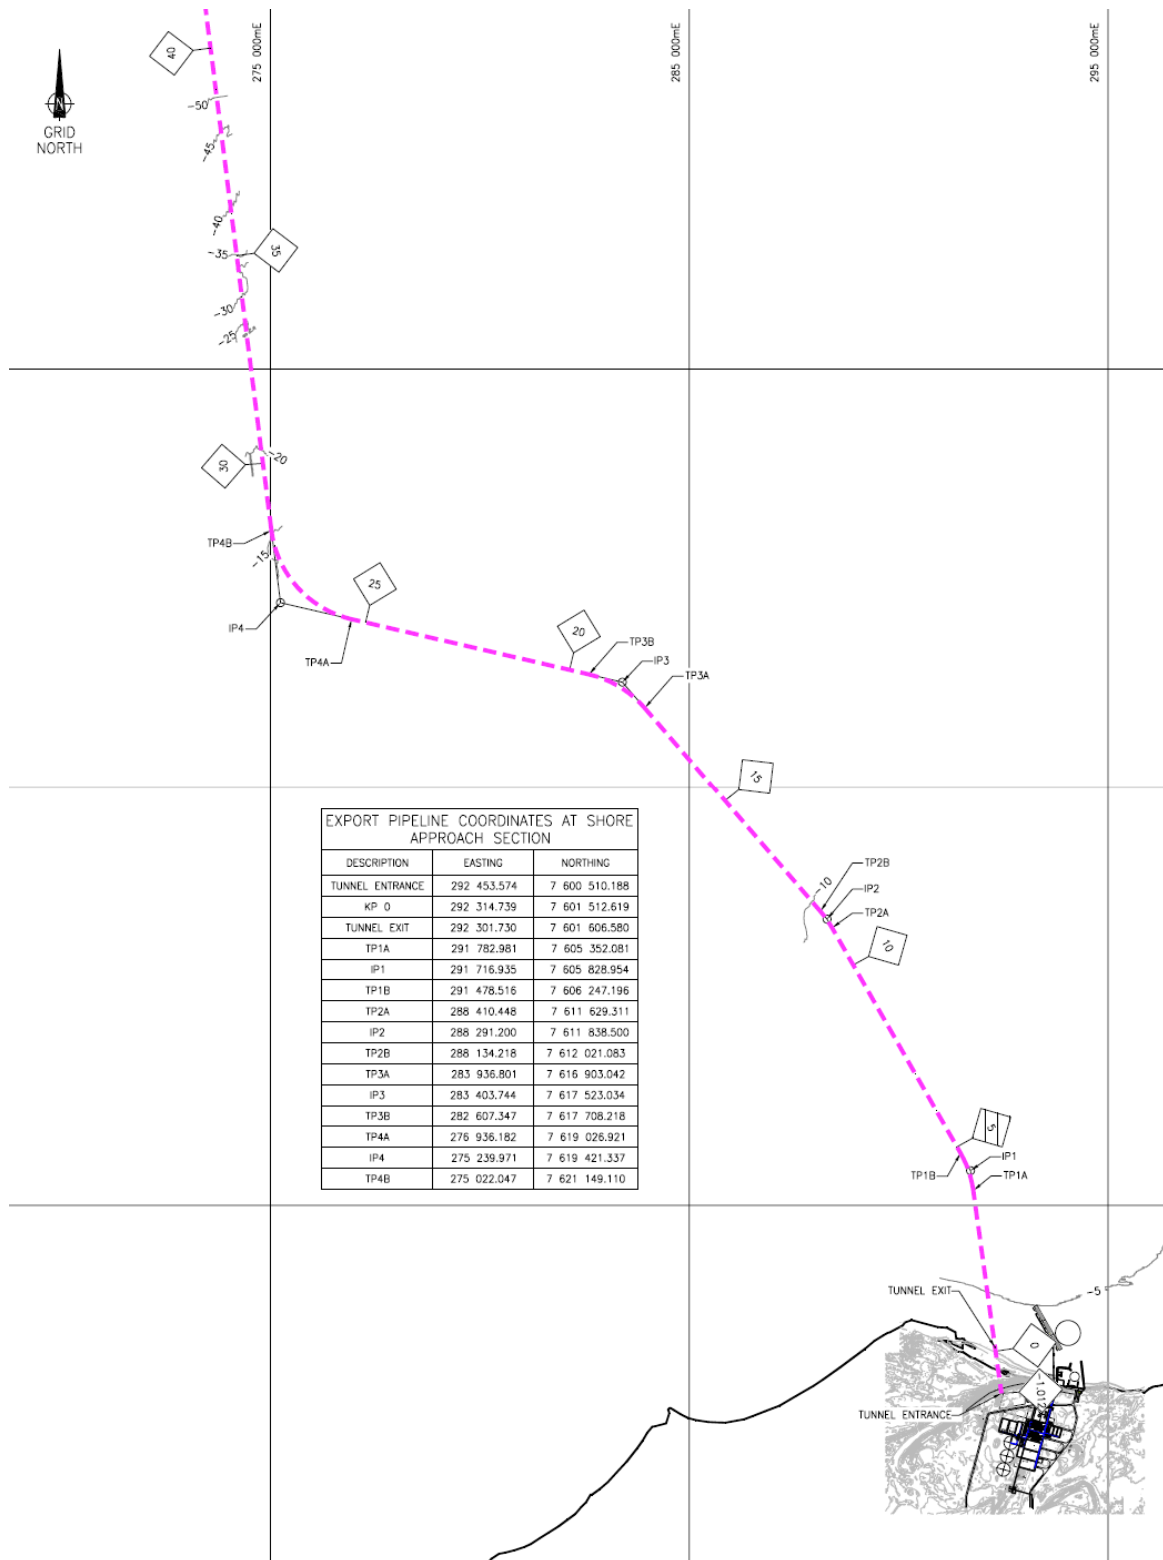 275 000mE
285 000mE
295 000mE
40
GRID
NORTH
-50
-45
-40
-35
35
-30
-25
-20
30
TP4B
-15
25
IP4
TP4A
20
TP3B
IP3
TP3A
15
EXPORT PIPELINE COORDINATES AT SHORE
APPROACH SECTION
DESCRIPTION EASTING NORTHING
TUNNEL ENTRANCE 292 453.574 7 600 510.188
KP 0 292 314.739 7 601 512.619
TUNNEL EXIT 292 301.730 7 601 606.580
TP1A 291 782.981 7 605 352.081
IP1 291 716.935 7 605 828.954
TP1B 291 478.516 7 606 247.196
TP2A 288 410.448 7 611 629.311
IP2 288 291.200 7 611 838.500
TP2B 288 134.218 7 612 021.083
TP3A 283 936.801 7 616 903.042
IP3 283 403.744 7 617 523.034
TP3B 282 607.347 7 617 708.218
TP4A 276 936.182 7 619 026.921
IP4 275 239.971 7 619 421.337
TP4B 275 022.047 7 621 149.110
TP2B
-10
IP2
TP2A
10
5
IP1
TP1B
TP1A
TUNNEL EXIT
-5
0
TUNNEL ENTRANCE